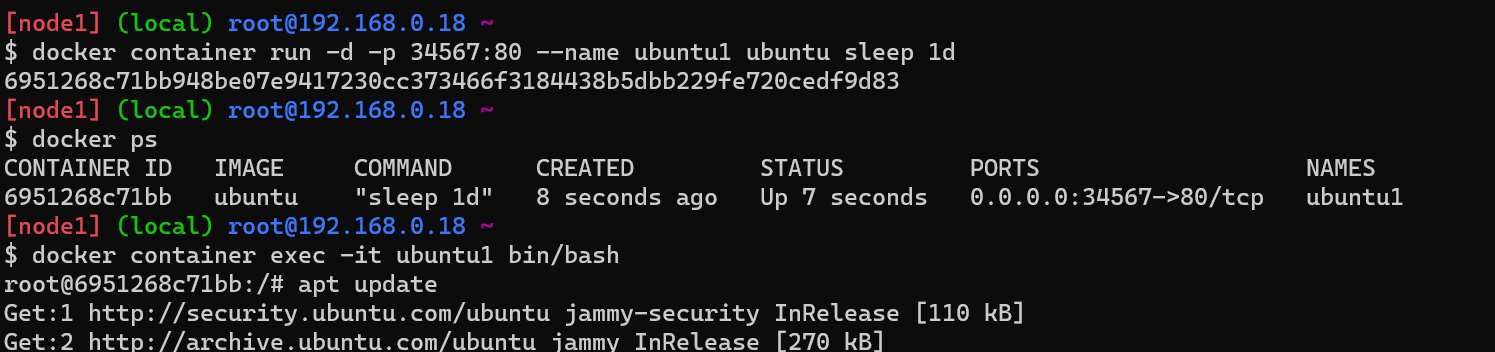 [node1] (local) root@192.168.0.18 ~
$ docker container run -d -p 34567:80 --name ubuntu1 ubuntu sleep 1d
6951268c71bb948be07e9417230cc373466f3184438b5dbb229fe720cedf9d83
[node1] (local) root@192.168.0.18 ~
$ docker ps
CONTAINER ID   IMAGE     COMMAND      CREATED         STATUS         PORTS                   NAMES
6951268c71bb   ubuntu    "sleep 1d"   8 seconds ago   Up 7 seconds   0.0.0.0:34567->80/tcp   ubuntu1
[node1] (local) root@192.168.0.18 ~
$ docker container exec -it ubuntu1 bin/bash
root@6951268c71bb:/# apt update
Get:1 http://security.ubuntu.com/ubuntu jammy-security InRelease [110 kB]
Get:2 http://archive.ubuntu.com/ubuntu jammy InRelease [270 kB]